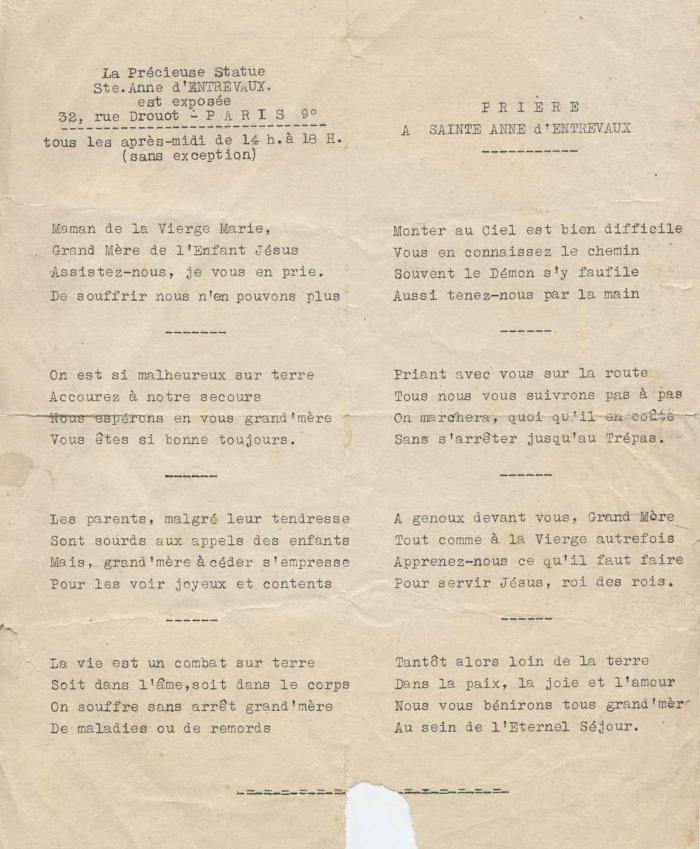 La Précieuse Statue
Ste.Anne d'ENTREVAUX.
est exposée
32, rue Drouot - P A R I S 9°
tous les après-midi de 14 h.à 18 H.
(sans exception)
Maman de la Vierge Marie,
Grand Mère de l'Enfant Jésus
Assistez-nous, je vous en prie.
De souffrir nous n'en pouvons plus
On est si malheureux sur terre
Accourez à notre secours
Nous espérons en vous grand'mère
Vous êtes si bonne toujours.
Les parents, malgré leur tendresse
Sont sourds aux appels des enfants
Mais, grand'mère à céder s'empresse
Pour les voir joyeux et contents
La vie est un combat sur terre
Soit dans l'âme,soit dans le corps
On souffre sans arrêt grand'mère
De maladies ou de remords
P R I È R E
A SAINTE ANNE d'ENTREVAUX
Monter au Ciel est bien difficile
Vous en connaissez le chemin
Souvent le Démon s'y faufile
Aussi tenez-nous par la main
Priant avec vous sur la route
Tous nous vous suivrons pas à pas
On marchera, quoi qu'il en coûte
Sans s'arrêter jusqu'au Trépas.
A genoux devant vous, Grand Mère
Tout comme à la Vierge autrefois
Apprenez-nous ce qu'il faut faire
Pour servir Jésus, roi des rois.
Tantôt alors loin de la terre
Dans la paix, la joie et l'amour
Nous vous bénirons tous grand'mèr
Au sein de l'Eternel Séjour.